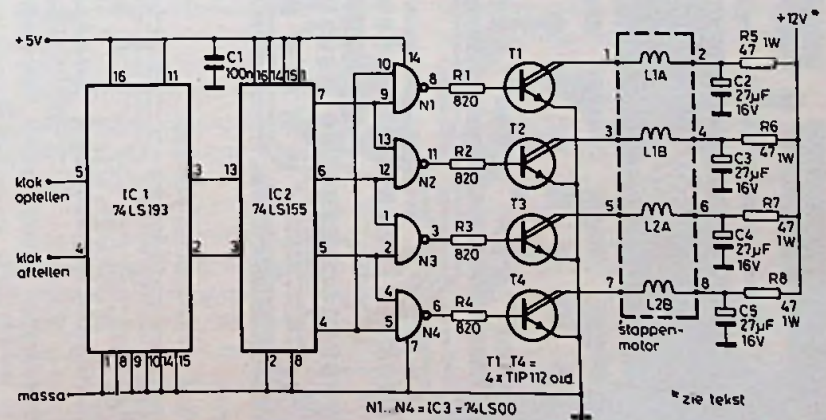 +12V*
+5V
C1
100n
16
11
16 14 15 1
14
10
9
8
N1
R1
820
T1
1
L1A
2
R5
47
1W
C2
27µF
16V
5
klok
optellen
IC 1
74LS193
3
13
IC2
74LS155
7
13
12
11
N2
R2
820
T2
3
L1B
4
R6
47
1W
C3
27µF
16V
4
klok
aftellen
2
3
6
1
2
3
N3
R3
820
T3
5
L2A
6
R7
47
1W
C4
27µF
16V
5
4
4
5
6
N4
7
R4
820
T4
7
L2B
8
R8
47
1W
C5
27µF
16V
stappen-
motor
1 8 9 10 14 15
2 8
massa
N1...N4 = IC3 = 74LS00
T1..T4 =
4 x TIP 112 o.id.
* zie tekst